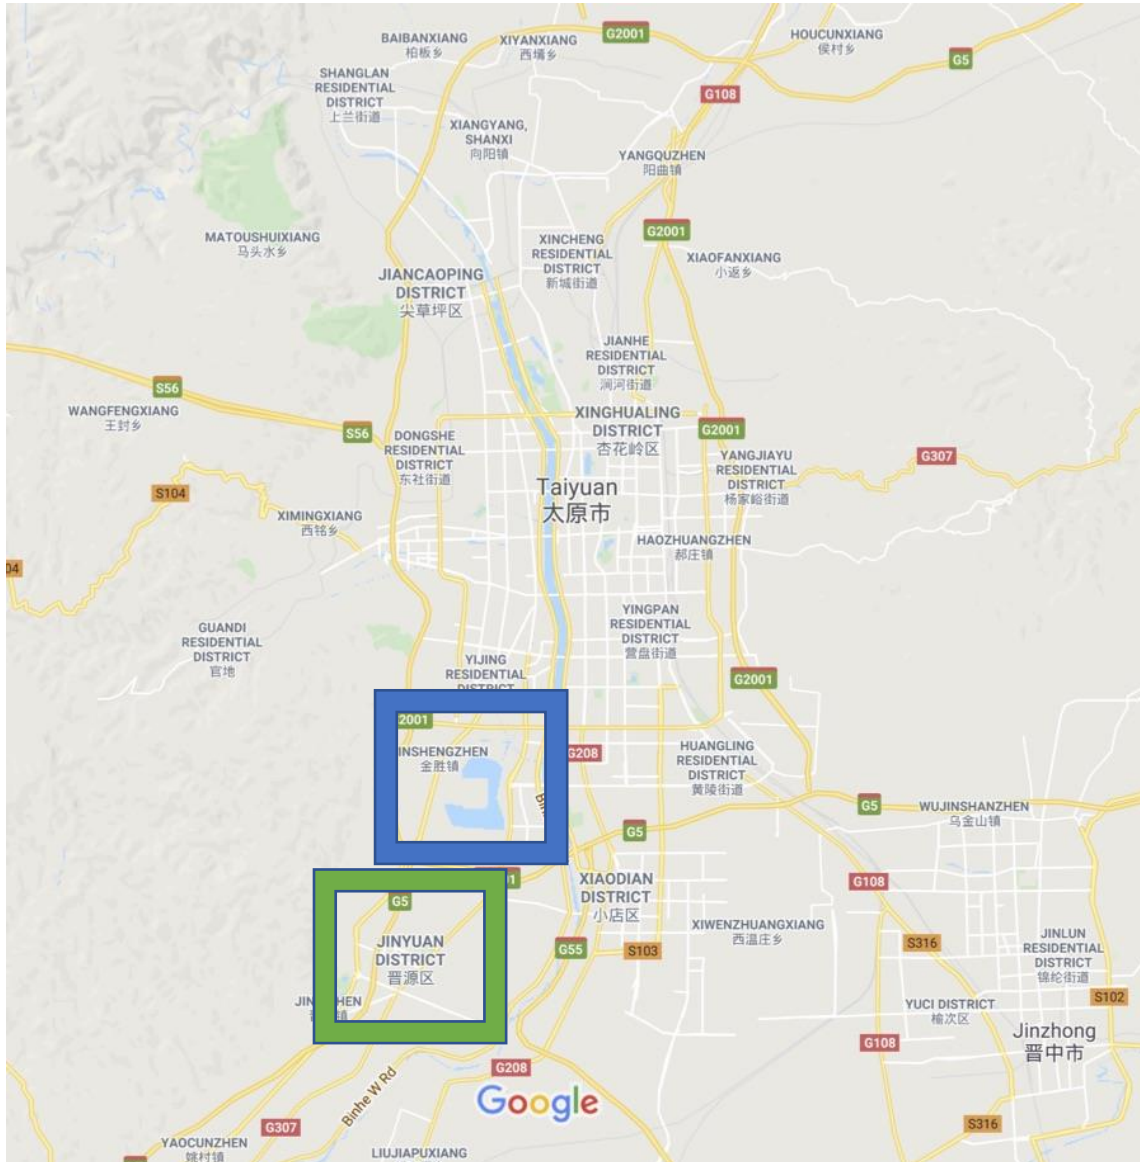 BAIBANXIANG
柏板乡
XIYANXIANG
西墕乡
G2001
HOUCUNXIANG
侯村乡
G5
SHANGLAN
RESIDENTIAL
DISTRICT
上兰街道
G108
XIANGYANG,
SHANXI
向阳镇
YANGQUZHEN
阳曲镇
MATOUSHUIXIANG
马头水乡
G2001
XINCHENG
RESIDENTIAL
DISTRICT
新城街道
XIAOFANXIANG
小返乡
JIANCAOPING
DISTRICT
尖草坪区
JIANHE
RESIDENTIAL
DISTRICT
涧河街道
S56
WANGFENGXIANG
王封乡
S56
XINGHUALING
DISTRICT
杏花岭区
G2001
DONGSHE
RESIDENTIAL
DISTRICT
东社街道
YANGJIAYU
RESIDENTIAL
DISTRICT
杨家峪街道
G307
S104
Taiyuan
太原市
XIMINGXIANG
西铭乡
HAOZHUANGZHEN
郝庄镇
04
GUANDI
RESIDENTIAL
DISTRICT
官地
YINGPAN
RESIDENTIAL
DISTRICT
营盘街道
YIJING
RESIDENTIAL
DISTRICT
G2001
2001
INSHENGZHEN
金胜镇
G208
HUANGLING
RESIDENTIAL
DISTRICT
黄陵街道
G5
WUJINSHANZHEN
乌金山镇
G5
XIAODIAN
DISTRICT
小店区
G108
G5
JINYUAN
DISTRICT
晋源区
XIWENZHUANGXIANG
西温庄乡
G55
S103
S316
JINLUN
RESIDENTIAL
DISTRICT
锦纶街道
S102
YUCI DISTRICT
榆次区
Jinzhong
晋中市
G108
G208
Binhe W Rd
Google
G307
S316
YAOCUNZHEN
姚村镇
LIUJIAPUXIANG